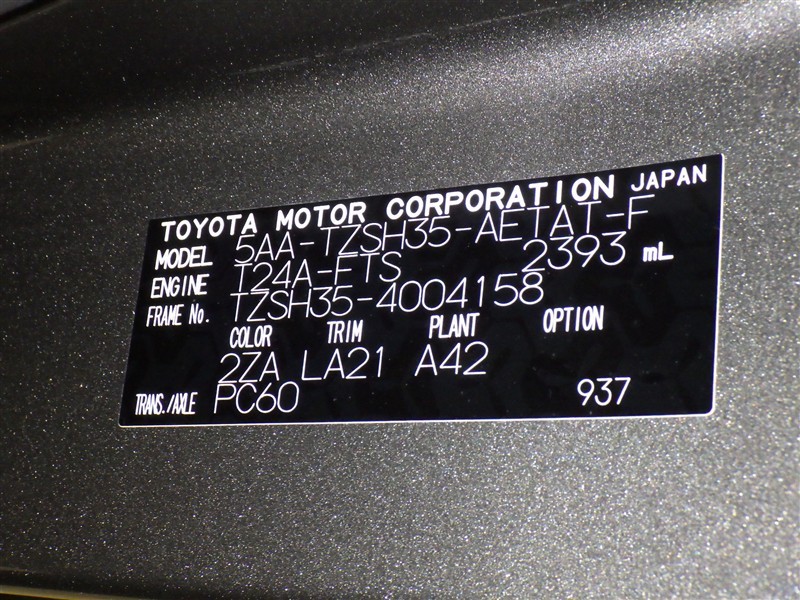 TOYOTA MOTOR CORPORATION JAPAN
MODEL 5AA-TZSH35-AETAT-F
ENGINE T24A-FTS 2393 mL
FRAME No. TZSH35-4004158
COLOR TRIM PLANT OPTION
2ZA LA21 A42
TRANS./AXLE PC60 937